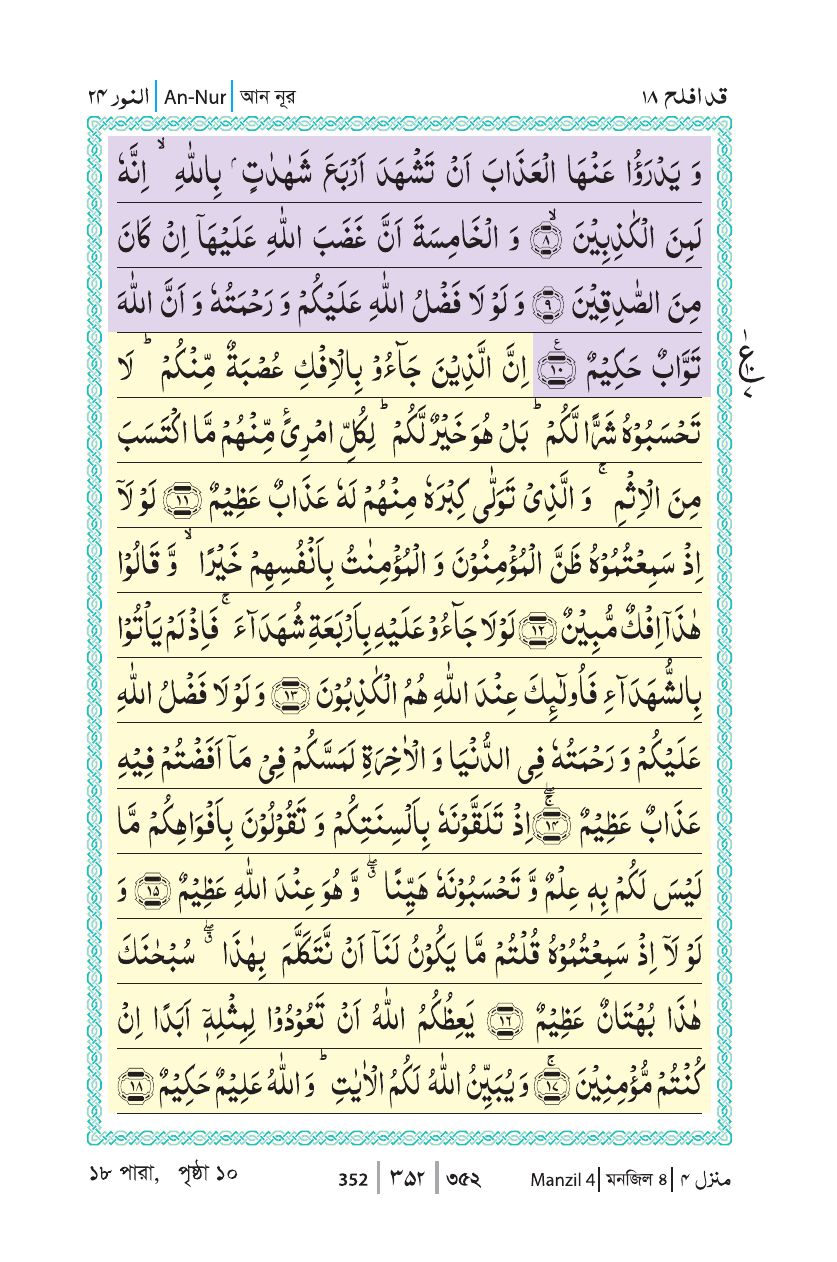 النور ٢٤ | An-Nur | আন নূর قد افلح ١٨
وَ يَدْرَؤُا عَنْهَا الْعَذَابَ اَنْ تَشْهَدَ اَرْبَعَ شَهٰدٰتٍۭ بِاللّٰهِ ۙ اِنَّهٗ
لَمِنَ الْكٰذِبِيْنَ ۙ﴿٨﴾ وَ الْخَامِسَةَ اَنَّ غَضَبَ اللّٰهِ عَلَيْهَاۤ اِنْ كَانَ
مِنَ الصّٰدِقِيْنَ ﴿٩﴾ وَ لَوْ لَا فَضْلُ اللّٰهِ عَلَيْكُمْ وَ رَحْمَتُهٗ وَ اَنَّ اللّٰهَ
تَوَّابٌ حَكِيْمٌ ﴿١٠﴾ اِنَّ الَّذِيْنَ جَآءُوْ بِالْاِفْكِ عُصْبَةٌ مِّنْكُمْ ؕ لَا
ع ١٠ ٧
تَحْسَبُوْهُ شَرًّا لَّكُمْ ؕ بَلْ هُوَ خَيْرٌ لَّكُمْ ؕ لِكُلِّ امْرِئٍ مِّنْهُمْ مَّا اكْتَسَبَ
مِنَ الْاِثْمِ ۚ وَ الَّذِيْ تَوَلّٰى كِبْرَهٗ مِنْهُمْ لَهٗ عَذَابٌ عَظِيْمٌ ﴿١١﴾ لَوْ لَاۤ
اِذْ سَمِعْتُمُوْهُ ظَنَّ الْمُؤْمِنُوْنَ وَ الْمُؤْمِنٰتُ بِاَنْفُسِهِمْ خَيْرًا ۙ وَّ قَالُوْا
هٰذَاۤ اِفْكٌ مُّبِيْنٌ ﴿١٢﴾ لَوْ لَا جَآءُوْ عَلَيْهِ بِاَرْبَعَةِ شُهَدَآءَ ۚ فَاِذْ لَمْ يَاْتُوْا
بِالشُّهَدَآءِ فَاُولٰٓئِكَ عِنْدَ اللّٰهِ هُمُ الْكٰذِبُوْنَ ﴿١٣﴾ وَ لَوْ لَا فَضْلُ اللّٰهِ
عَلَيْكُمْ وَ رَحْمَتُهٗ فِي الدُّنْيَا وَ الْاٰخِرَةِ لَمَسَّكُمْ فِيْ مَاۤ اَفَضْتُمْ فِيْهِ
عَذَابٌ عَظِيْمٌ ۚۖ﴿١٤﴾ اِذْ تَلَقَّوْنَهٗ بِاَلْسِنَتِكُمْ وَ تَقُوْلُوْنَ بِاَفْوَاهِكُمْ مَّا
لَيْسَ لَكُمْ بِهٖ عِلْمٌ وَّ تَحْسَبُوْنَهٗ هَيِّنًا ۖۗ وَّ هُوَ عِنْدَ اللّٰهِ عَظِيْمٌ ﴿١٥﴾ وَ
لَوْ لَاۤ اِذْ سَمِعْتُمُوْهُ قُلْتُمْ مَّا يَكُوْنُ لَنَاۤ اَنْ نَّتَكَلَّمَ بِهٰذَا ۖۗ سُبْحٰنَكَ
هٰذَا بُهْتَانٌ عَظِيْمٌ ﴿١٦﴾ يَعِظُكُمُ اللّٰهُ اَنْ تَعُوْدُوْا لِمِثْلِهٖۤ اَبَدًا اِنْ
كُنْتُمْ مُّؤْمِنِيْنَ ۚ﴿١٧﴾ وَ يُبَيِّنُ اللّٰهُ لَكُمُ الْاٰيٰتِ ؕ وَ اللّٰهُ عَلِيْمٌ حَكِيْمٌ ﴿١٨﴾
১৮ পারা, পৃষ্ঠা ১০ 352 | ٣٥٢ | ৩৫২ Manzil 4 | মনজিল ৪ | منزل ٤